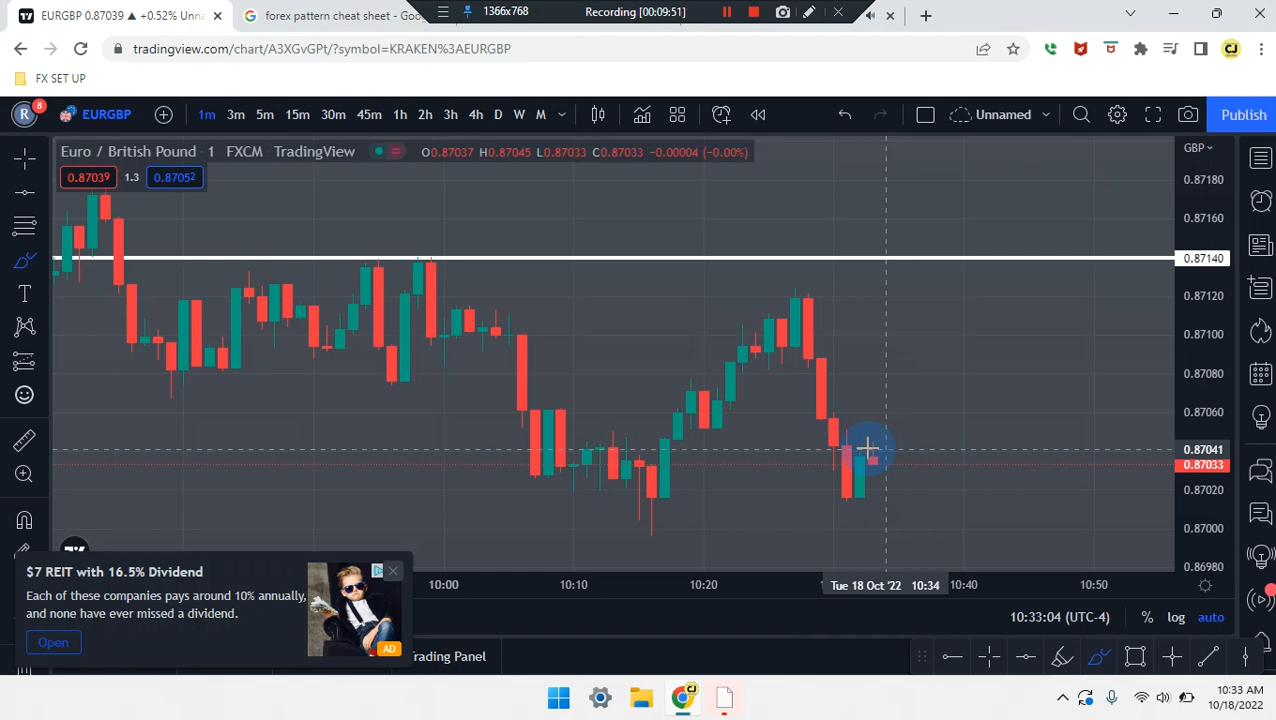 EURGBP 0.87039 ▲ +0.52% Unna
forex pattern cheat sheet - Goo
1366x768
Recording [00:09:51]
tradingview.com/chart/A3XGvGPt/?symbol=KRAKEN%3AEURGBP
CJ
FX SET UP
R
8
EURGBP
1m 3m 5m 15m 30m 45m 1h 2h 3h 4h D W M
Unnamed
Publish
Euro / British Pound · 1 · FXCM · TradingView
O0.87037 H0.87045 L0.87033 C0.87033 -0.00004 (-0.00%)
GBP
0.87039 1.3 0.87052
0.87180
0.87160
0.87140
0.87120
0.87100
0.87080
0.87060
0.87041
0.87033
0.87020
0.87000
0.86980
$7 REIT with 16.5% Dividend
Each of these companies pays around 10% annually,
and none have ever missed a dividend.
Open
AD
10:00 10:10 10:20
Tue 18 Oct '22 10:34
10:40 10:50
10:33:04 (UTC-4)
% log auto
Trading Panel
CJ
10:33 AM
10/18/2022